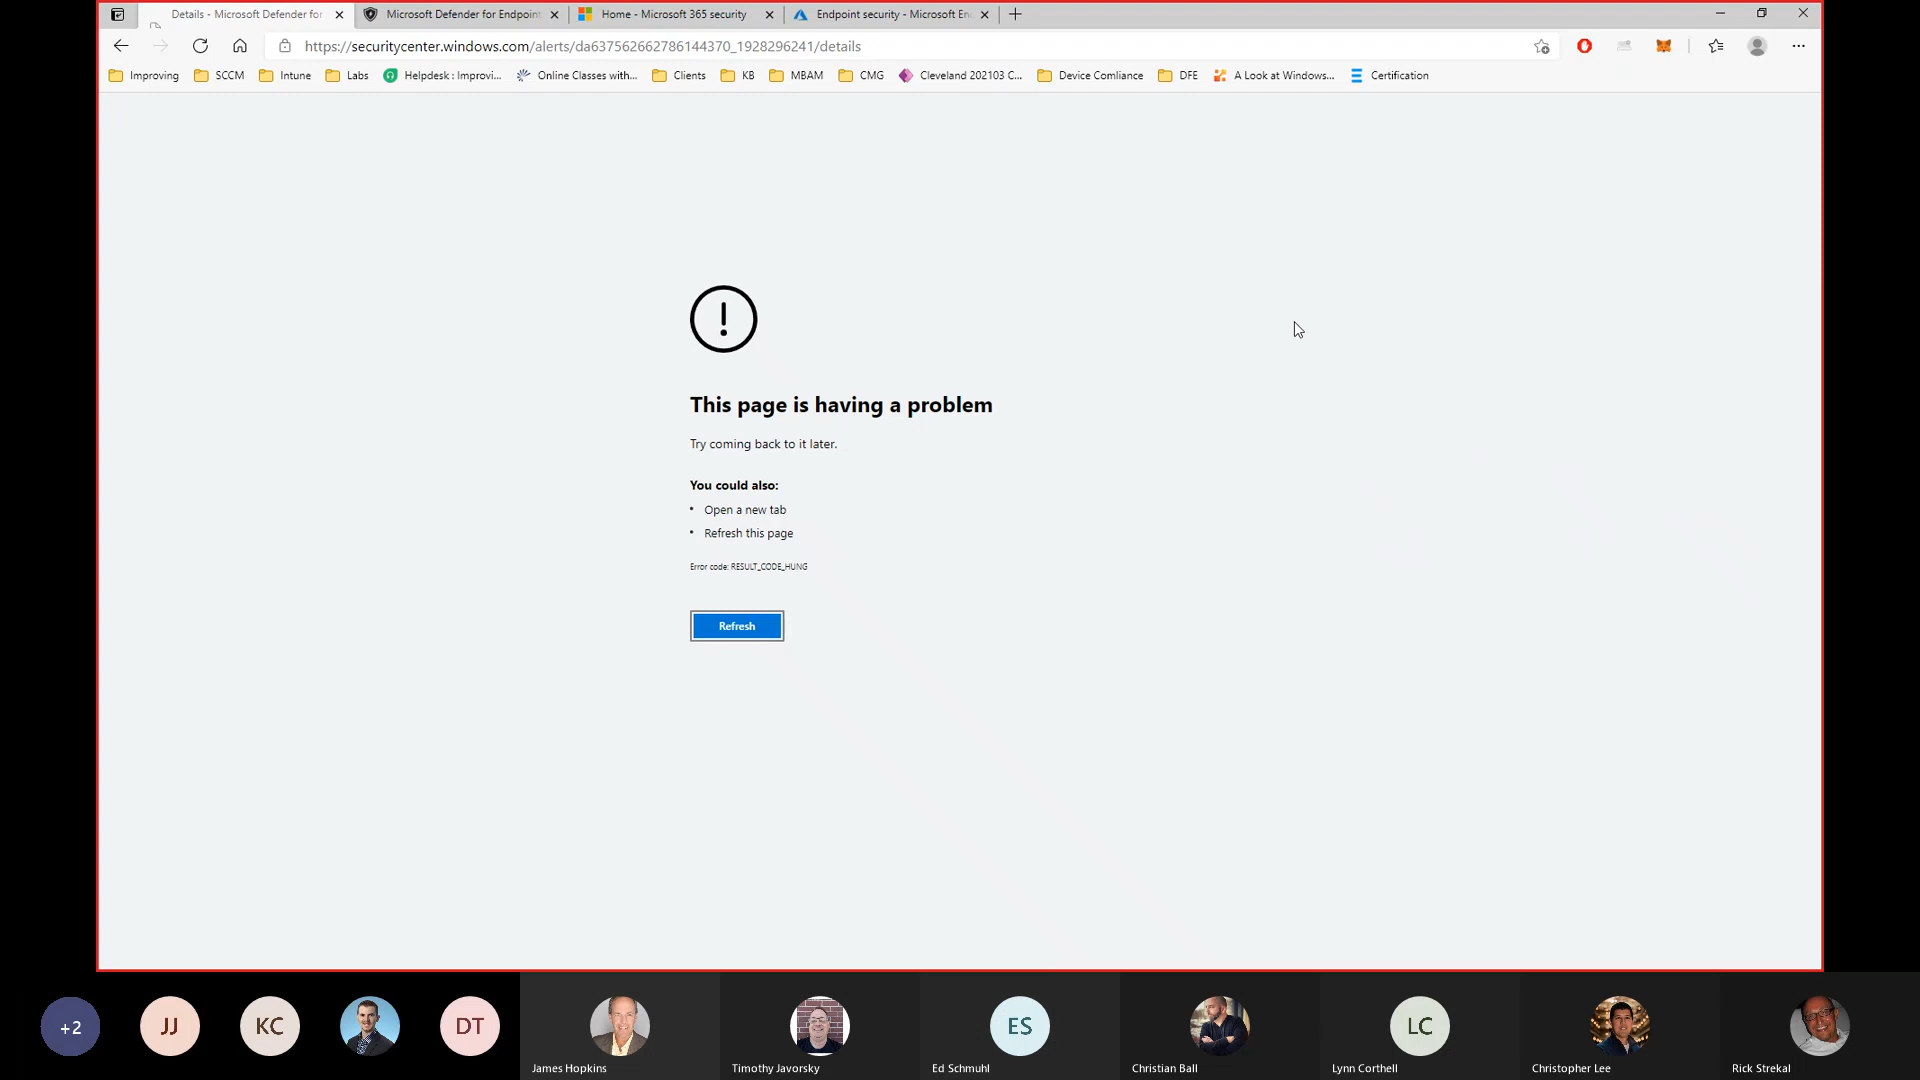 Details - Microsoft Defender for
Microsoft Defender for Endpoint
Home - Microsoft 365 security
Endpoint security - Microsoft En
https://securitycenter.windows.com/alerts/da637562662786144370_1928296241/details
Improving
SCCM
Intune
Labs
Helpdesk : Improvi...
Online Classes with...
Clients
KB
MBAM
CMG
Cleveland 202103 C...
Device Comliance
DFE
A Look at Windows...
Certification
This page is having a problem
Try coming back to it later.
You could also:
• Open a new tab
• Refresh this page
Error code: RESULT_CODE_HUNG
Refresh
+2
JJ
KC
DT
ES
LC
James Hopkins
Timothy Javorsky
Ed Schmuhl
Christian Ball
Lynn Corthell
Christopher Lee
Rick Strekal